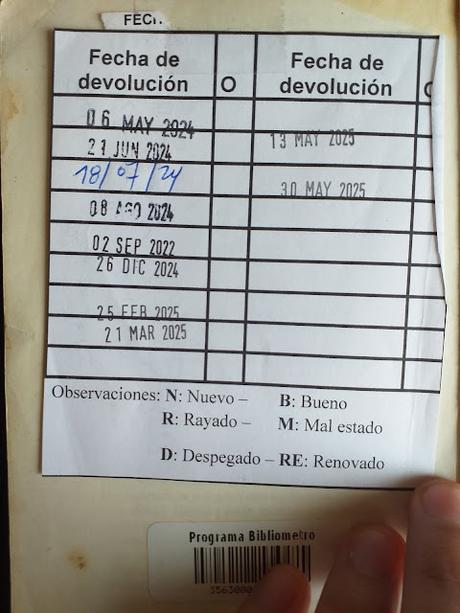 FECH
Fecha de devolución O Fecha de devolución
06 MAY 2024
21 JUN 2024
18/07/24
08 AGO 2024
02 SEP 2022
26 DIC 2024
25 FEB 2025
21 MAR 2025
13 MAY 2025
30 MAY 2025
Observaciones: N: Nuevo – B: Bueno
R: Rayado – M: Mal estado
D: Despegado – RE: Renovado
Programa Bibliometro